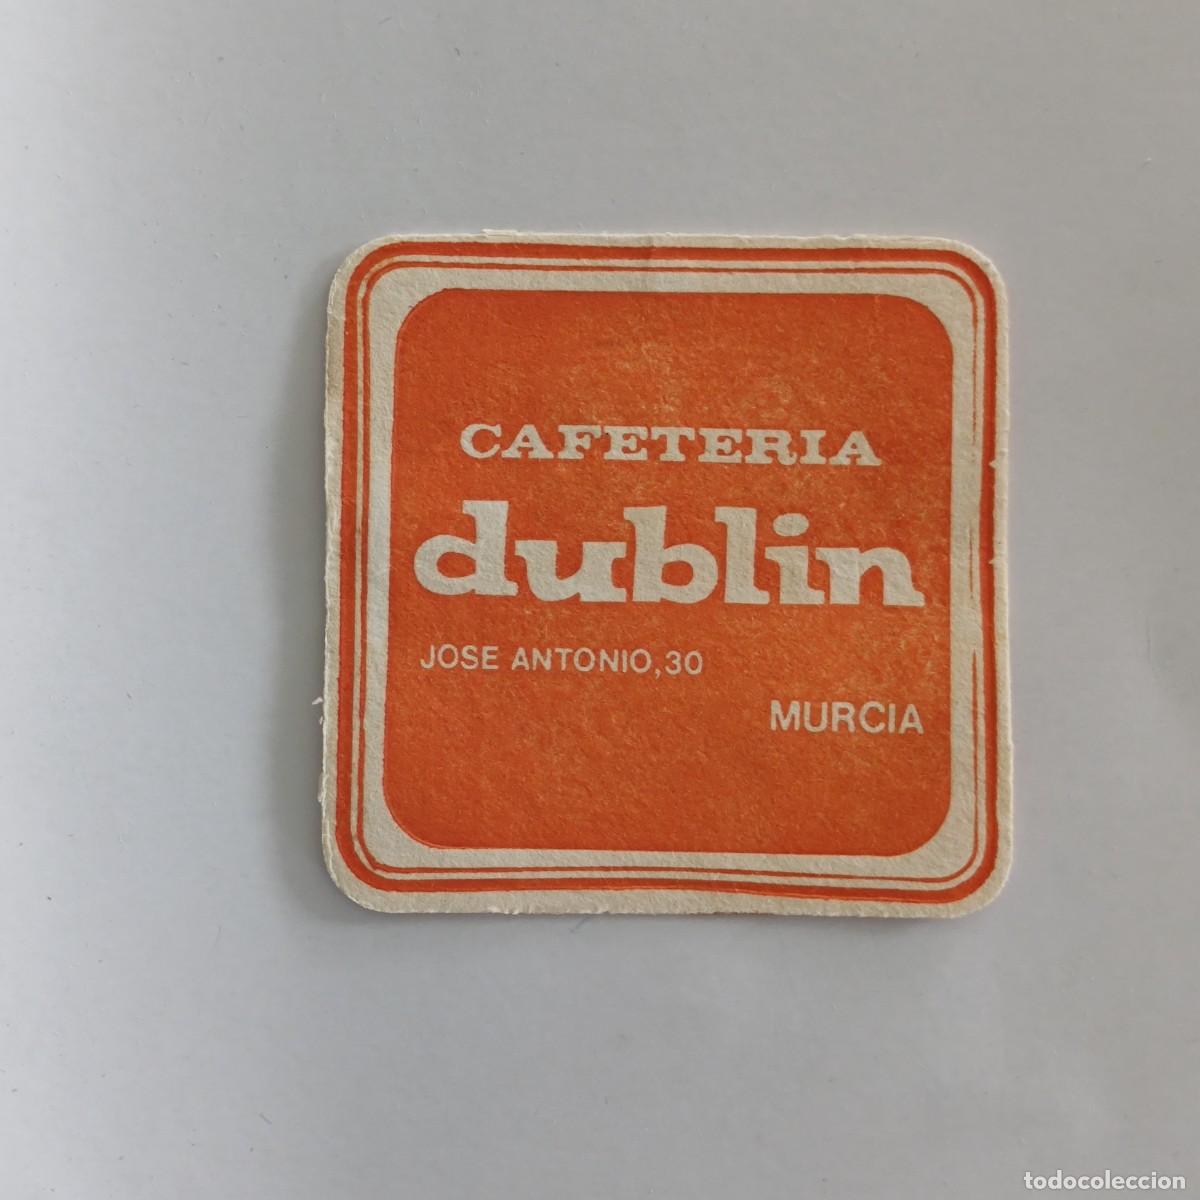 CAFETERIA
dublin
JOSE ANTONIO,30
MURCIA
todocoleccion